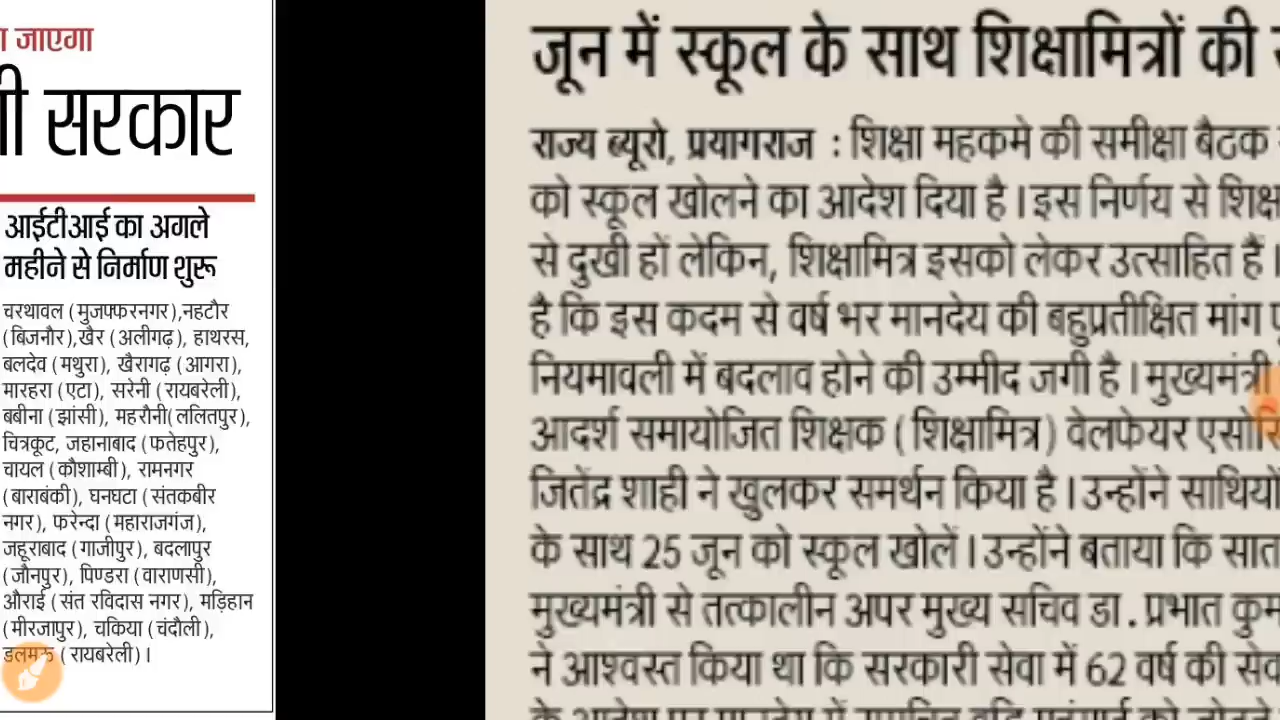 ा जाएगा
ी सरकार
आईटीआई का अगले
महीने से निर्माण शुरू
चरथावल (मुजफ्फरनगर),नहटौर
(बिजनौर),खैर (अलीगढ़), हाथरस,
बलदेव (मथुरा), खैरागढ़ (आगरा),
मारहरा (एटा), सरेनी (रायबरेली),
बबीना (झांसी), महरौनी(ललितपुर),
चित्रकूट, जहानाबाद (फतेहपुर),
चायल (कौशाम्बी), रामनगर
(बाराबंकी), घनघटा (संतकबीर
नगर), फरेन्दा (महाराजगंज),
जहूराबाद (गाजीपुर), बदलापुर
(जौनपुर), पिण्डरा (वाराणसी),
औराई (संत रविदास नगर), मड़िहान
(मीरजापुर), चकिया (चंदौली),
डलमऊ (रायबरेली)।
जून में स्कूल के साथ शिक्षामित्रों की
राज्य ब्यूरो, प्रयागराज : शिक्षा महकमे की समीक्षा बैठक
को स्कूल खोलने का आदेश दिया है। इस निर्णय से शिक्ष
से दुखी हों लेकिन, शिक्षामित्र इसको लेकर उत्साहित हैं।
है कि इस कदम से वर्ष भर मानदेय की बहुप्रतीक्षित मांग
नियमावली में बदलाव होने की उम्मीद जगी है। मुख्यमंत्री
आदर्श समायोजित शिक्षक (शिक्षामित्र) वेलफेयर एसोसि
जितेंद्र शाही ने खुलकर समर्थन किया है। उन्होंने साथियो
के साथ 25 जून को स्कूल खोलें। उन्होंने बताया कि सात
मुख्यमंत्री से तत्कालीन अपर मुख्य सचिव डा. प्रभात कुम
ने आश्वस्त किया था कि सरकारी सेवा में 62 वर्ष की सेव